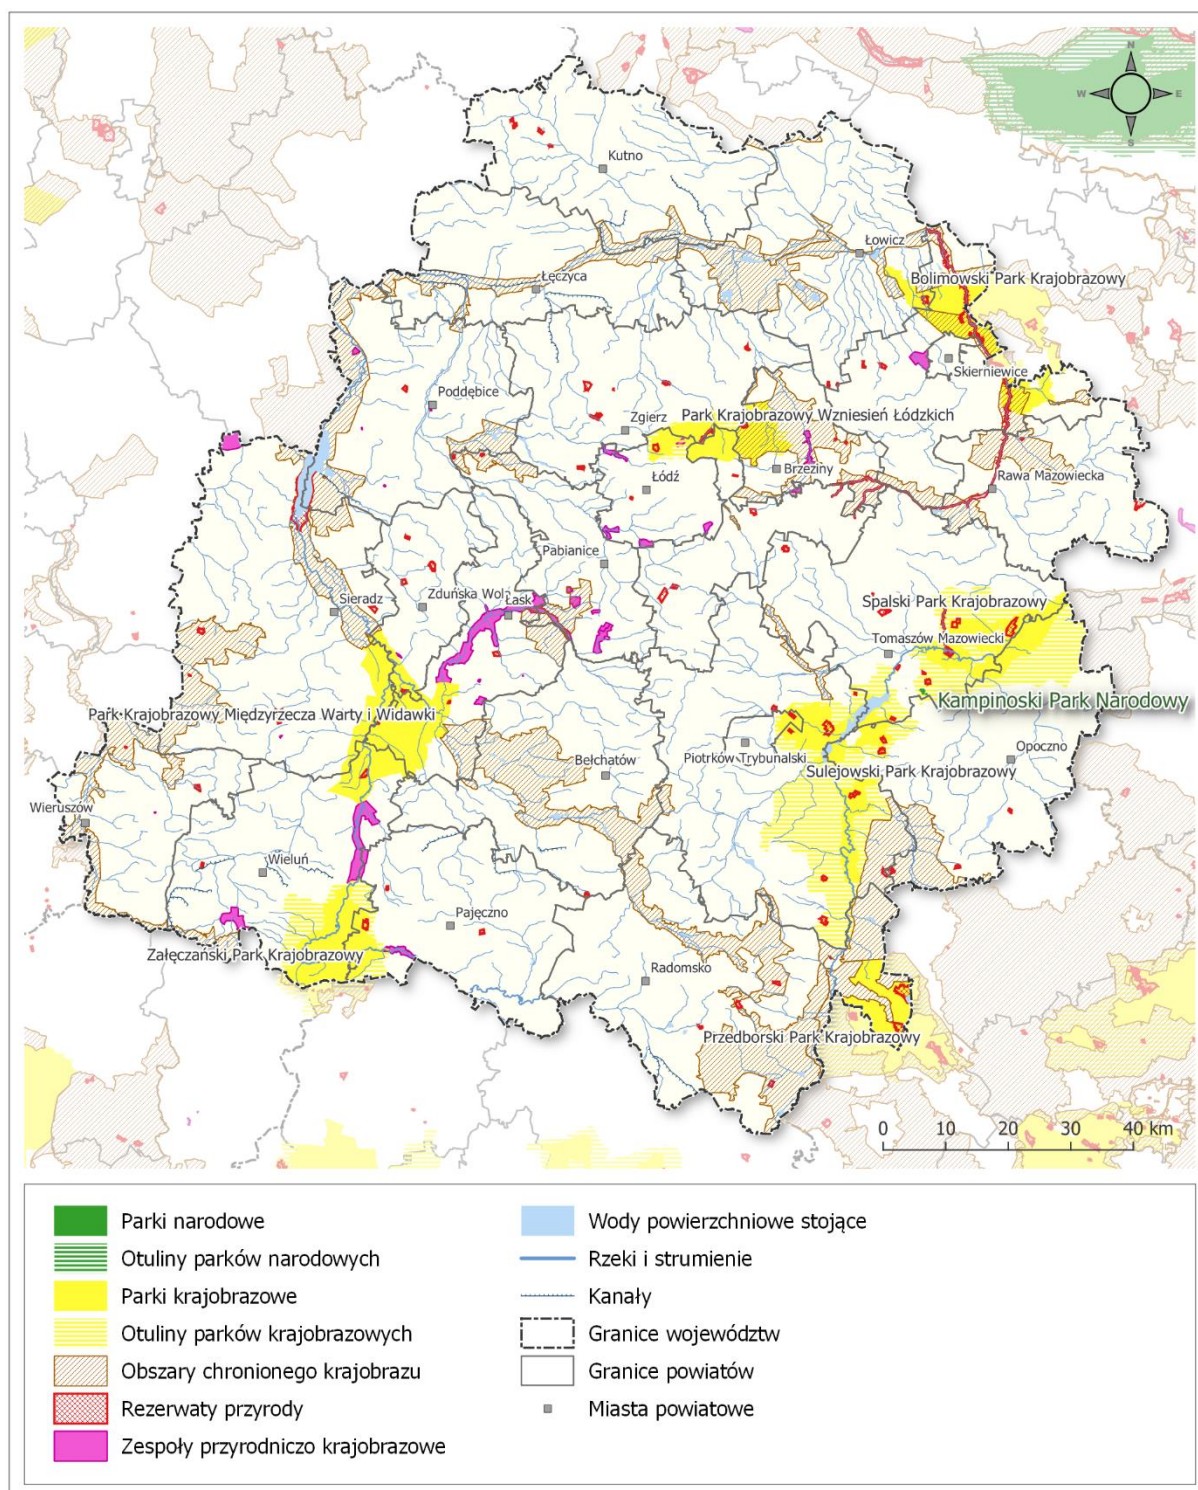 N
W E
S
Kutno
Łowicz
Łęczyca
Bolimowski Park Krajobrazowy
Skierniewice
Poddębice
Zgierz
Park Krajobrazowy Wzniesień Łódzkich
Brzeziny
Łódź
Rawa Mazowiecka
Pabianice
Zduńska Wol
Łask
Sieradz
Spalski Park Krajobrazowy
Tomaszów Mazowiecki
Kampinoski Park Narodowy
Park Krajobrazowy Międzyrzecza Warty i Widawki
Piotrków Trybunalski
Opoczno
Bełchatów
Sulejowski Park Krajobrazowy
Wieruszów
Wieluń
Pajęczno
Załęczański Park Krajobrazowy
Radomsko
Przedborski Park Krajobrazowy
0 10 20 30 40 km
Parki narodowe
Otuliny parków narodowych
Parki krajobrazowe
Otuliny parków krajobrazowych
Obszary chronionego krajobrazu
Rezerwaty przyrody
Zespoły przyrodniczo krajobrazowe
Wody powierzchniowe stojące
Rzeki i strumienie
Kanały
Granice województw
Granice powiatów
Miasta powiatowe